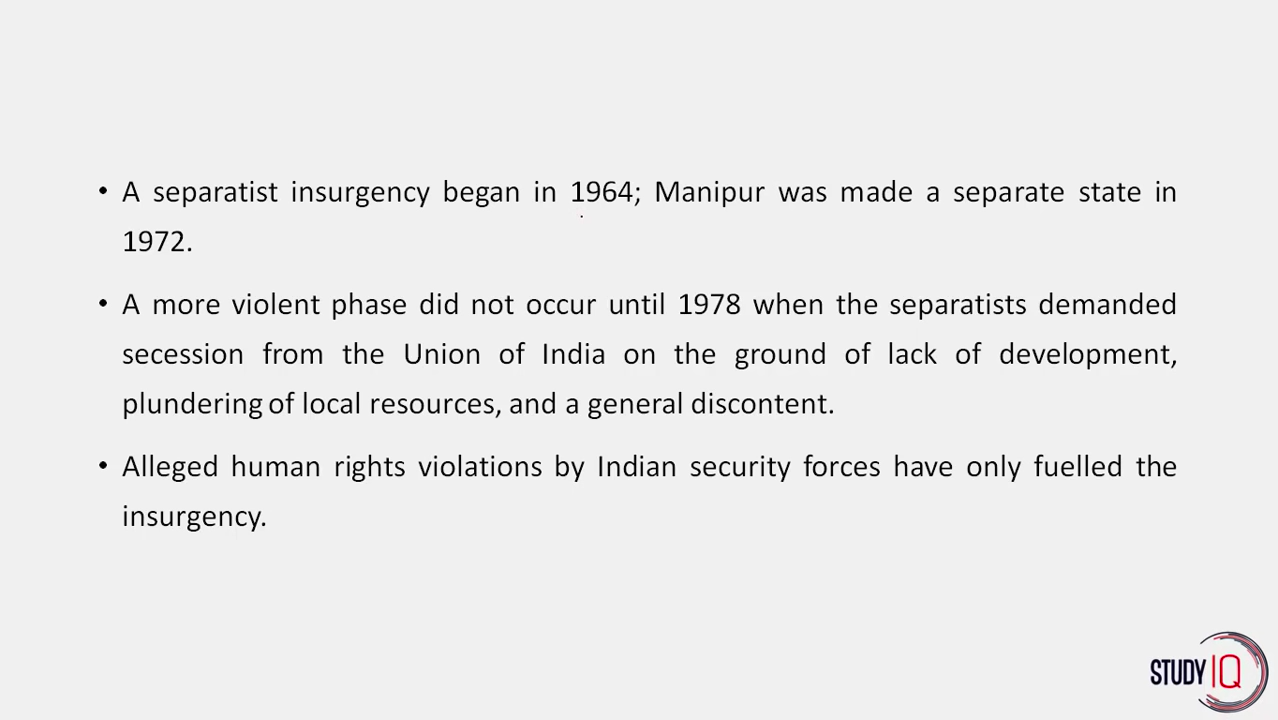 • A separatist insurgency began in 1964; Manipur was made a separate state in
1972.
• A more violent phase did not occur until 1978 when the separatists demanded
secession from the Union of India on the ground of lack of development,
plundering of local resources, and a general discontent.
• Alleged human rights violations by Indian security forces have only fuelled the
insurgency.
STUDY IQ